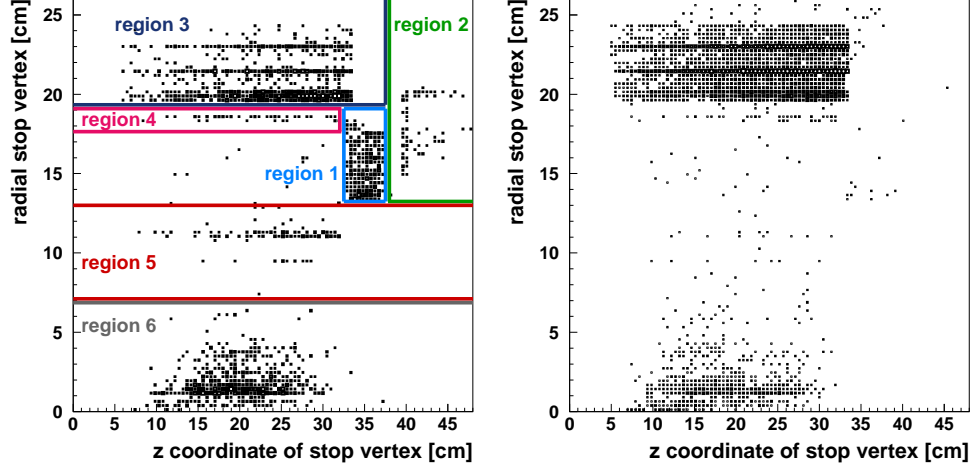 radial stop vertex [cm]
25
20
15
10
5
0
region 3
region 2
region 4
region 1
region 5
region 6
0 5 10 15 20 25 30 35 40 45
z coordinate of stop vertex [cm]
radial stop vertex [cm]
25
20
15
10
5
0
0 5 10 15 20 25 30 35 40 45
z coordinate of stop vertex [cm]